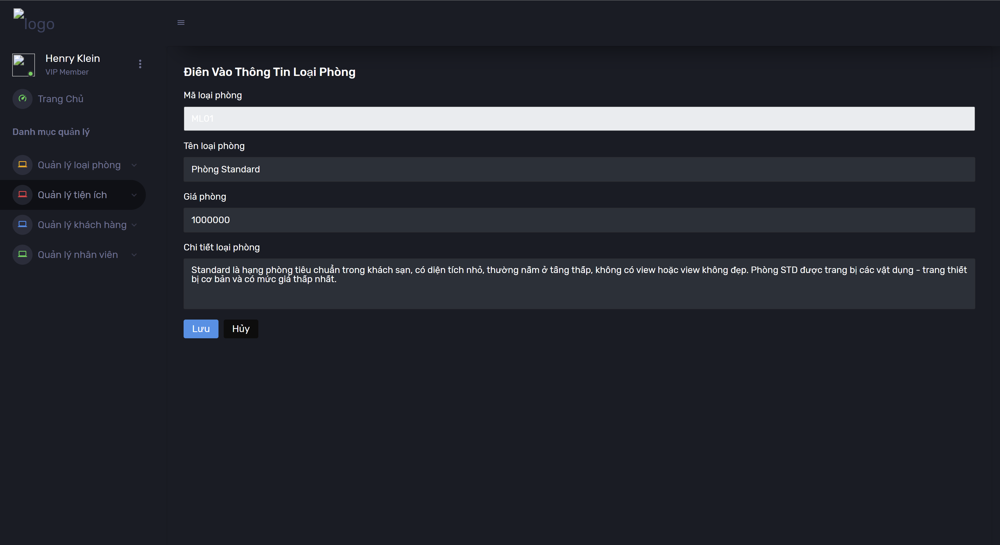 logo
Henry Klein
VIP Member
Trang Chủ
Danh mục quản lý
Quản lý loại phòng
Quản lý tiện ích
Quản lý khách hàng
Quản lý nhân viên
Điền Vào Thông Tin Loại Phòng
Mã loại phòng
ML01
Tên loại phòng
Phòng Standard
Giá phòng
1000000
Chi tiết loại phòng
Standard là hạng phòng tiêu chuẩn trong khách sạn, có diện tích nhỏ, thường nằm ở tầng thấp, không có view hoặc view không đẹp. Phòng STD được trang bị các vật dụng - trang thiết
bị cơ bản và có mức giá thấp nhất.
Lưu
Hủy